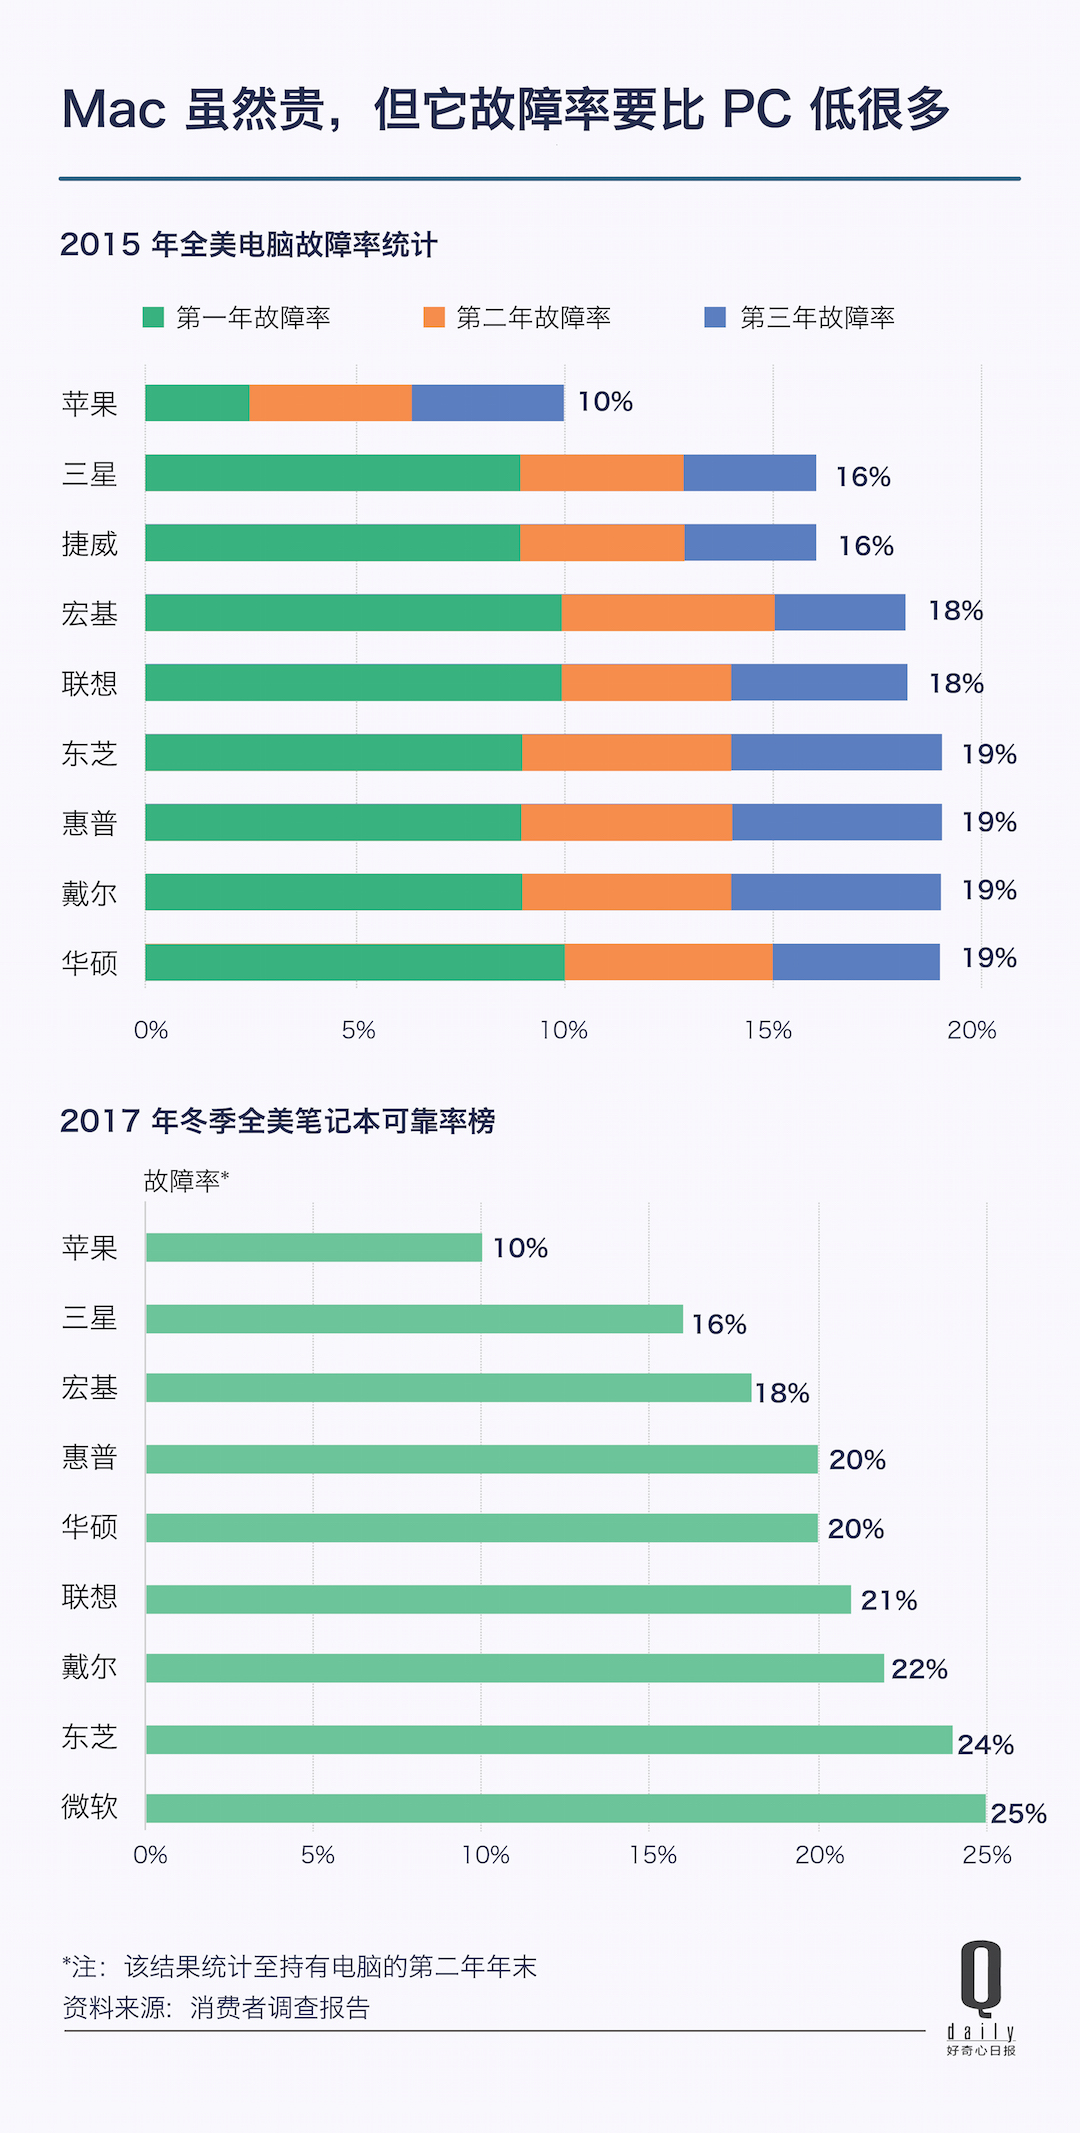 Mac 虽然贵，但它故障率要比 PC 低很多
2015 年全美电脑故障率统计
第一年故障率 第二年故障率 第三年故障率
苹果 10%
三星 16%
捷威 16%
宏基 18%
联想 18%
东芝 19%
惠普 19%
戴尔 19%
华硕 19%
0% 5% 10% 15% 20%
2017 年冬季全美笔记本可靠率榜
故障率*
苹果 10%
三星 16%
宏基 18%
惠普 20%
华硕 20%
联想 21%
戴尔 22%
东芝 24%
微软 25%
0% 5% 10% 15% 20% 25%
*注：该结果统计至持有电脑的第二年年末
资料来源：消费者调查报告
Q
daily
好奇心日报